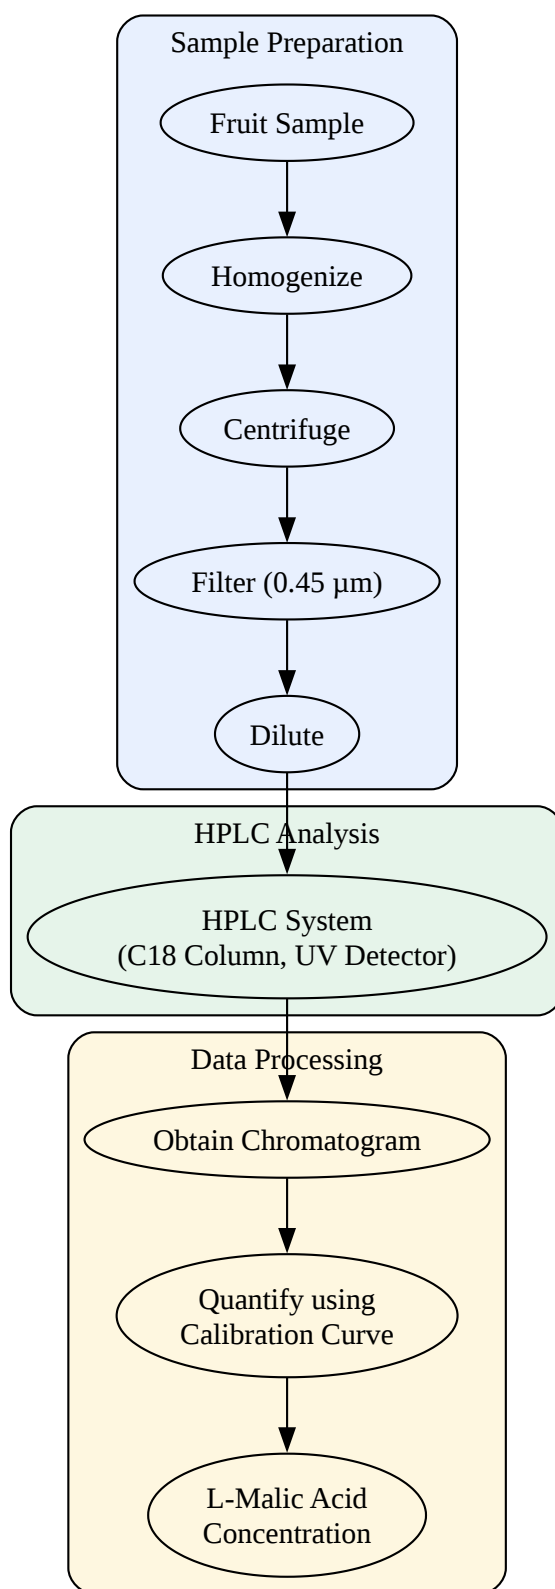 Sample Preparation
Fruit Sample
Homogenize
Centrifuge
Filter (0.45 µm)
Dilute
HPLC Analysis
HPLC System
(C18 Column, UV Detector)
Data Processing
Obtain Chromatogram
Quantify using
Calibration Curve
L-Malic Acid
Concentration